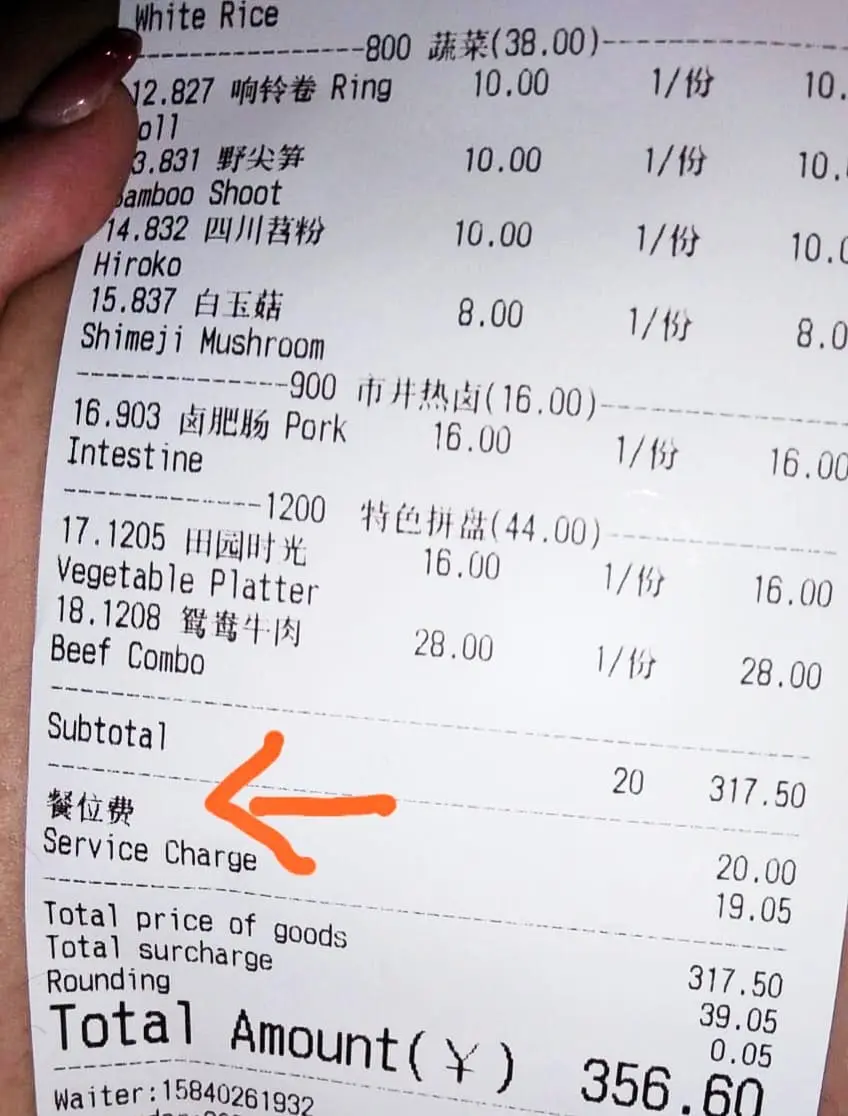 White Rice
---------------800 蔬菜(38.00)---------------
12.827 响铃卷 Ring 10.00 1/份 10.
oll
3.831 野尖笋 10.00 1/份 10.
Bamboo Shoot
14.832 四川苕粉 10.00 1/份 10.0
Hiroko
15.837 白玉菇 8.00 1/份 8.0
Shimeji Mushroom
---------------900 市井热卤(16.00)---------------
16.903 卤肥肠 Pork 16.00 1/份 16.00
Intestine
---------------1200 特色拼盘(44.00)---------------
17.1205 田园时光 16.00 1/份 16.00
Vegetable Platter
18.1208 鸳鸯牛肉 28.00 1/份 28.00
Beef Combo
Subtotal 20 317.50
餐位费 20.00
Service Charge 19.05
Total price of goods 317.50
Total surcharge 39.05
Rounding 0.05
Total Amount(¥) 356.60
Waiter:15840261932